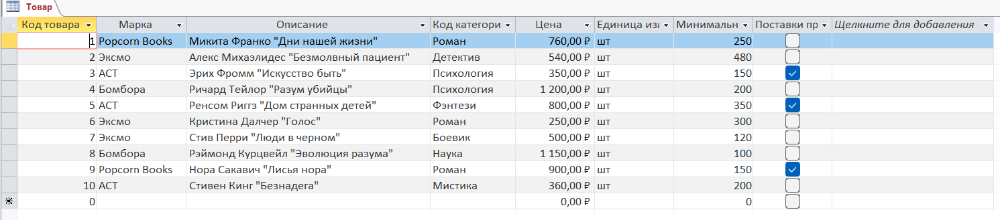 Товар
Код товара Марка Описание Код категори Цена Единица изм Минимальн Поставки пр Щелкните для добавления
1 Popcorn Books Микита Франко "Дни нашей жизни" Роман 760,00 ₽ шт 250
2 Эксмо Алекс Михаэлидес "Безмолвный пациент" Детектив 540,00 ₽ шт 480
3 АСТ Эрих Фромм "Искусство быть" Психология 350,00 ₽ шт 150
4 Бомбора Ричард Тейлор "Разум убийцы" Психология 1 200,00 ₽ шт 200
5 АСТ Ренсом Риггз "Дом странных детей" Фэнтези 800,00 ₽ шт 350
6 Эксмо Кристина Далчер "Голос" Роман 250,00 ₽ шт 300
7 Эксмо Стив Перри "Люди в черном" Боевик 500,00 ₽ шт 120
8 Бомбора Рэймонд Курцвейл "Эволюция разума" Наука 1 150,00 ₽ шт 100
9 Popcorn Books Нора Сакавич "Лисья нора" Роман 900,00 ₽ шт 150
10 АСТ Стивен Кинг "Безнадега" Мистика 360,00 ₽ шт 200
0 0,00 ₽ 0